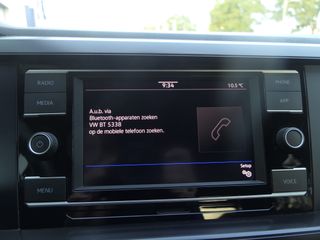 9:34
10.5 °C
RADIO
MEDIA
MENU
A.u.b. via
Bluetooth-apparaten zoeken
VW BT 5338
op de mobiele telefoon zoeken.
Setup
PHONE
APP
VOICE